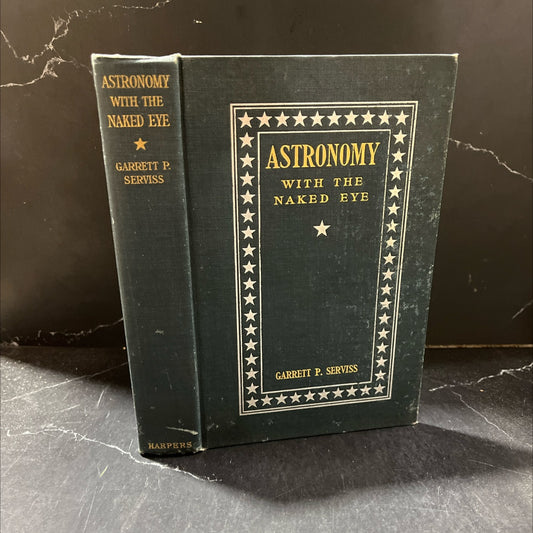 ASTRONOMY
WITH THE
NAKED EYE
GARRETT P.
SERVISS
HARPERS
ASTRONOMY
WITH THE
NAKED EYE
GARRETT P. SERVISS